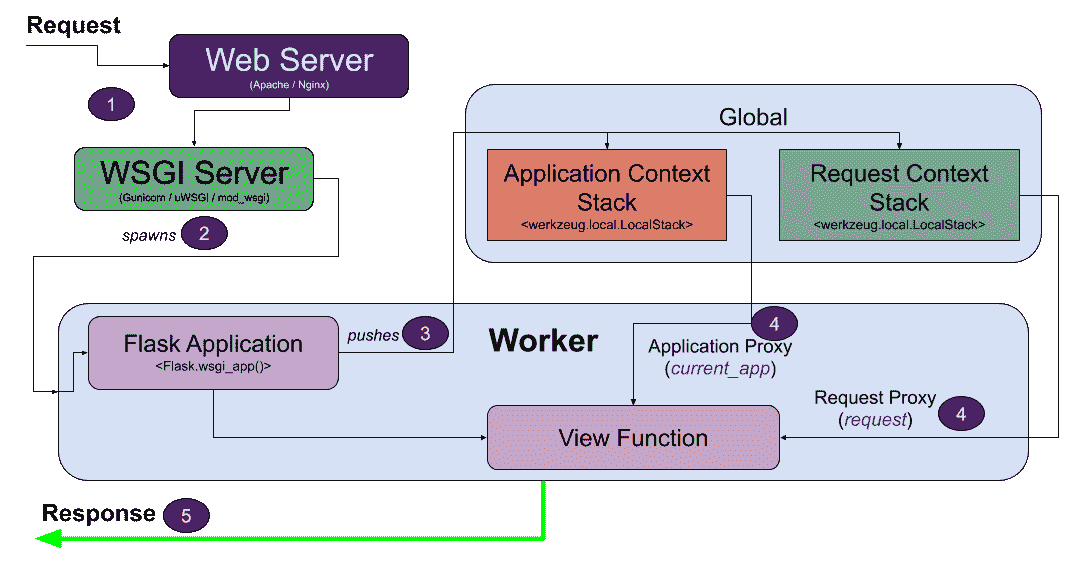 Request
Web Server
(Apache / Nginx)
1
WSGI Server
(Gunicorn / uWSGI / mod_wsgi)
spawns 2
Global
Application Context
Stack
<werkzeug.local.LocalStack>
Request Context
Stack
<werkzeug.local.LocalStack>
Flask Application
<Flask.wsgi_app()>
pushes 3
Worker
4
Application Proxy
(current_app)
Request Proxy
(request)
4
View Function
Response 5